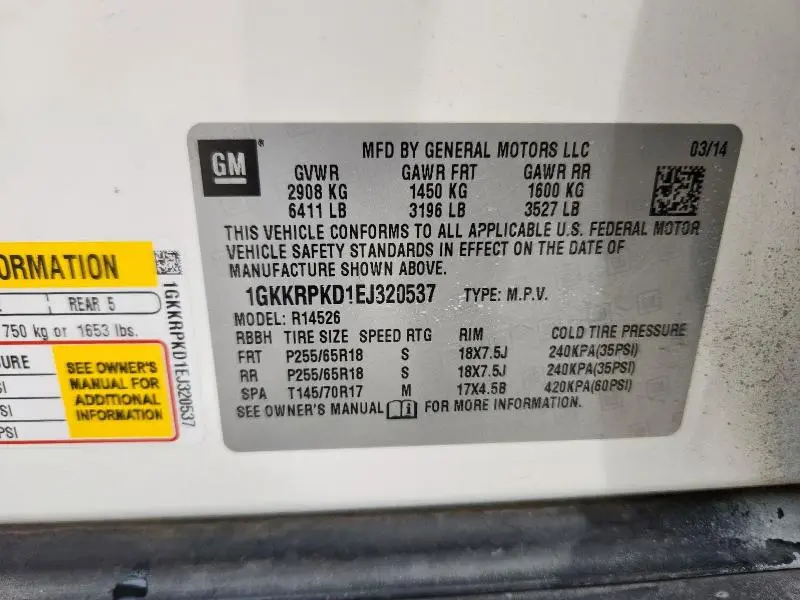 GM
MFD BY GENERAL MOTORS LLC 03/14
GVWR GAWR FRT GAWR RR
2908 KG 1450 KG 1600 KG
6411 LB 3196 LB 3527 LB
THIS VEHICLE CONFORMS TO ALL APPLICABLE U.S. FEDERAL MOTOR
VEHICLE SAFETY STANDARDS IN EFFECT ON THE DATE OF
MANUFACTURE SHOWN ABOVE.
1GKKRPKD1EJ320537 TYPE: M.P.V.
MODEL: R14526
RBBH TIRE SIZE SPEED RTG RIM COLD TIRE PRESSURE
FRT P255/65R18 S 18X7.5J 240KPA(35PSI)
RR P255/65R18 S 18X7.5J 240KPA(35PSI)
SPA T145/70R17 M 17X4.5B 420KPA(60PSI)
SEE OWNER'S MANUAL FOR MORE INFORMATION.
ORMATION
REAR 5
750 kg or 1653 lbs.
URE
SI
SI
PSI
SEE OWNER'S
MANUAL FOR
ADDITIONAL
INFORMATION
1GKKRPKD1EJ320537